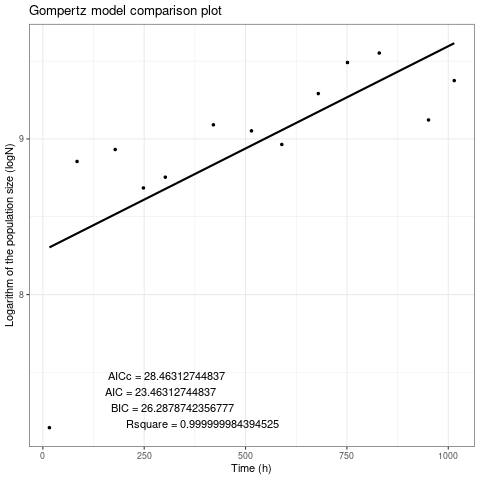 Gompertz model comparison plot
Logarithm of the population size (logN)
9
8
AICc = 28.46312744837
AIC = 23.46312744837
BIC = 26.2878742356777
Rsquare = 0.999999984394525
0 250 500 750 1000
Time (h)